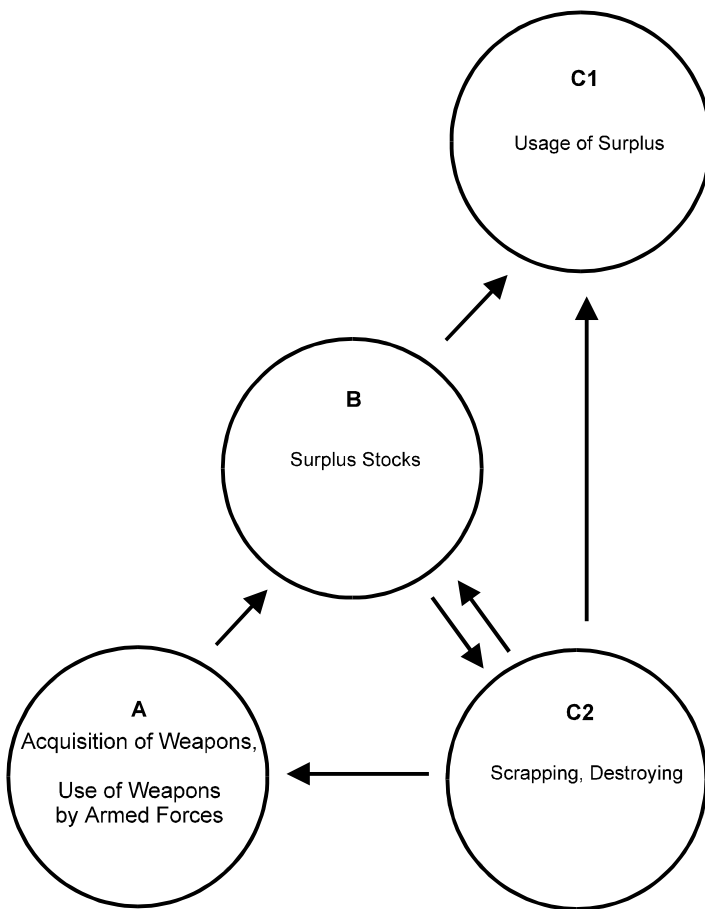 C1
Usage of Surplus
B
Surplus Stocks
A
Acquisition of Weapons,
Use of Weapons
by Armed Forces
C2
Scrapping, Destroying